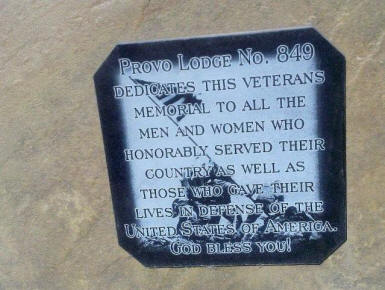 Provo Lodge No. 849
dedicates this veterans
memorial to all the
men and women who
honorably served their
country as well as
those who gave their
lives in defense of the
United States of America.
God bless you!